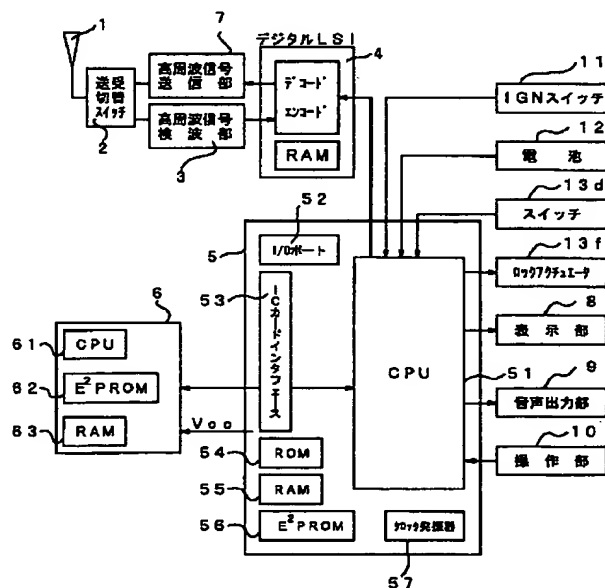 1
7
デジタルLSI
4
送受
切替
スイッチ
2
高周波信号
送信部
高周波信号
検波部
3
デコード
エンコード
RAM
11
IGNスイッチ
12
電池
13d
スイッチ
13f
ロックアクチュエータ
8
表示部
9
音声出力部
10
操作部
52
5
I/Oポート
53
ICカードインタフェース
CPU
51
6
61
CPU
62
E²PROM
63
RAM
VDD
54
ROM
55
RAM
56
E²PROM
クロック発振器
57